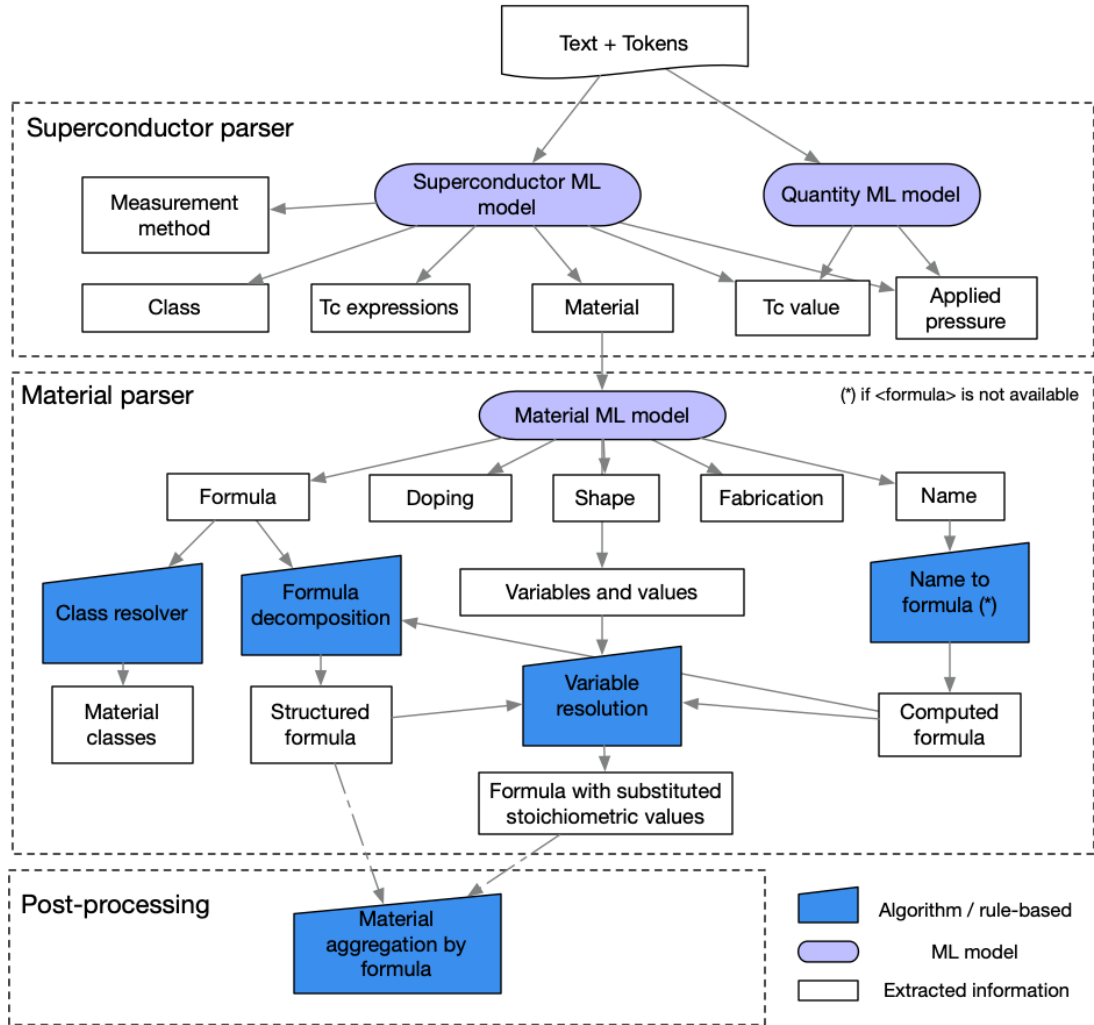 Text + Tokens
Superconductor parser
Superconductor ML
model
Quantity ML model
Measurement
method
Class
Tc expressions
Material
Tc value
Applied
pressure
Material parser
(*) if <formula> is not available
Material ML model
Formula
Doping
Shape
Fabrication
Name
Class resolver
Formula
decomposition
Variables and values
Name to
formula (*)
Material
classes
Structured
formula
Variable
resolution
Computed
formula
Formula with substituted
stoichiometric values
Post-processing
Material
aggregation by
formula
Algorithm / rule-based
ML model
Extracted information